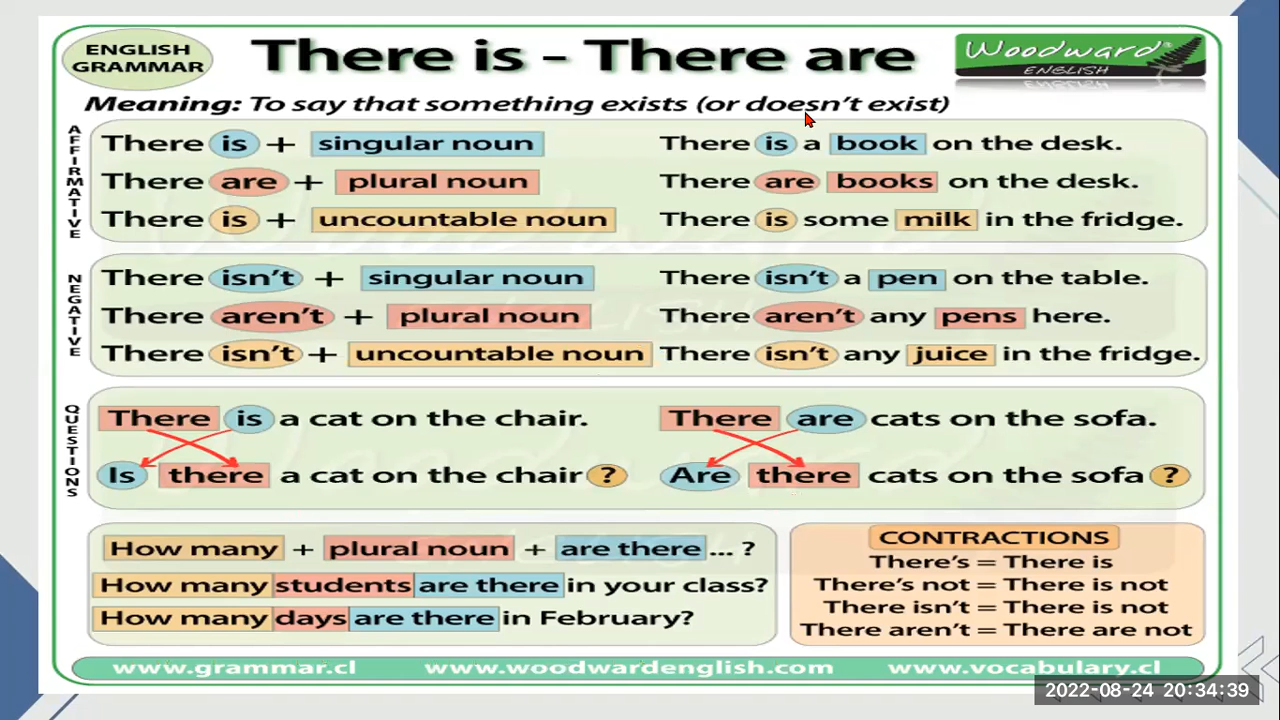 ENGLISH
GRAMMAR
There is - There are
Woodward®
ENGLISH
Meaning: To say that something exists (or doesn't exist)
AFFIRMATIVE
There is + singular noun
There is a book on the desk.
There are + plural noun
There are books on the desk.
There is + uncountable noun
There is some milk in the fridge.
NEGATIVE
There isn't + singular noun
There isn't a pen on the table.
There aren't + plural noun
There aren't any pens here.
There isn't + uncountable noun
There isn't any juice in the fridge.
QUESTIONS
There is a cat on the chair.
Is there a cat on the chair ?
There are cats on the sofa.
Are there cats on the sofa ?
How many + plural noun + are there ... ?
How many students are there in your class?
How many days are there in February?
CONTRACTIONS
There's = There is
There's not = There is not
There isn't = There is not
There aren't = There are not
www.grammar.cl www.woodwardenglish.com www.vocabulary.cl
2022-08-24 20:34:39